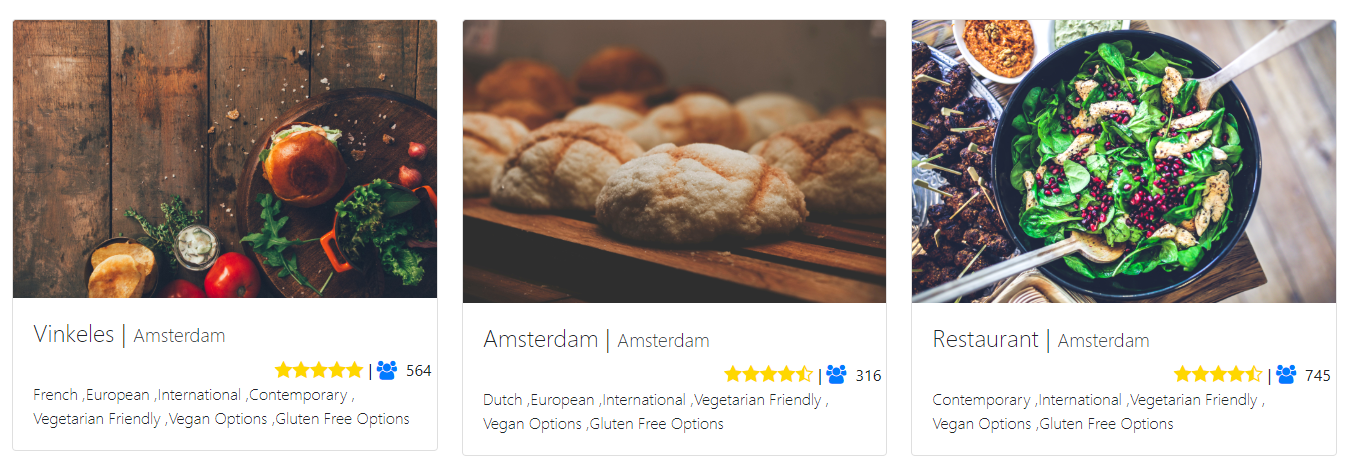 Vinkeles | Amsterdam
| 564
French ,European ,International ,Contemporary ,
Vegetarian Friendly ,Vegan Options ,Gluten Free Options
Amsterdam | Amsterdam
| 316
Dutch ,European ,International ,Vegetarian Friendly ,
Vegan Options ,Gluten Free Options
Restaurant | Amsterdam
| 745
Contemporary ,International ,Vegetarian Friendly ,
Vegan Options ,Gluten Free Options